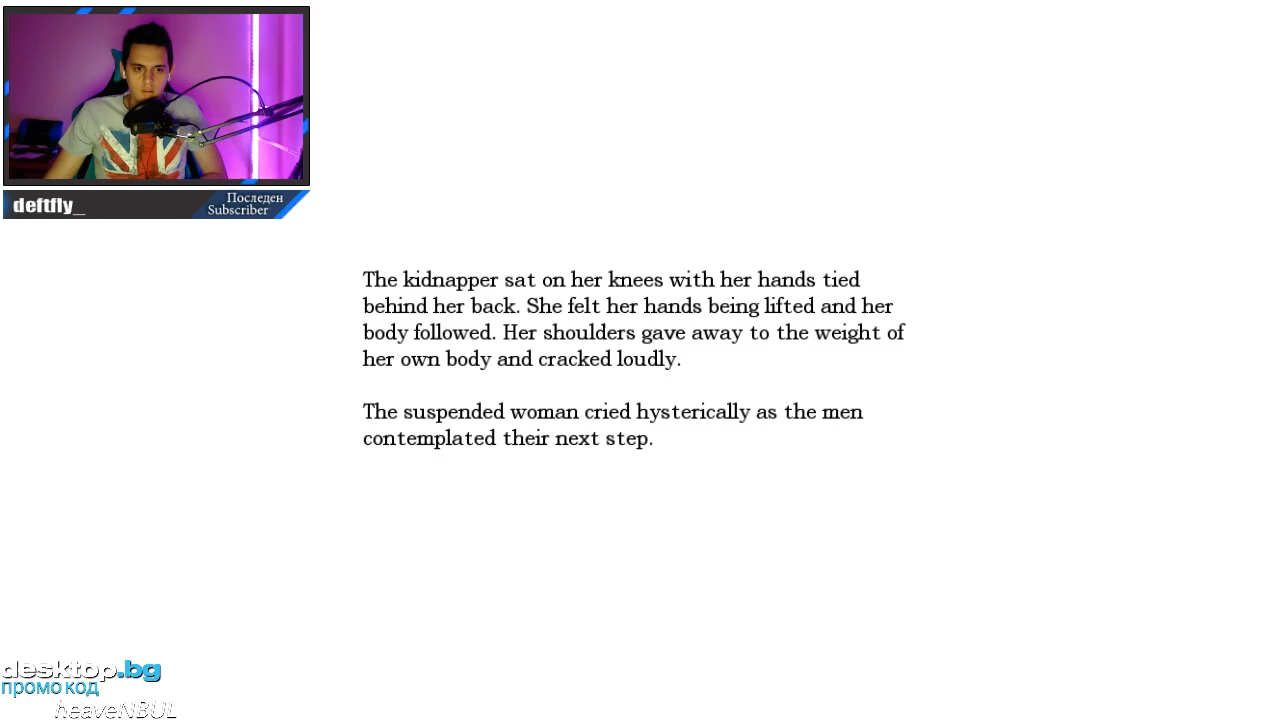 deftfly_
Последен
Subscriber
The kidnapper sat on her knees with her hands tied
behind her back. She felt her hands being lifted and her
body followed. Her shoulders gave away to the weight of
her own body and cracked loudly.
The suspended woman cried hysterically as the men
contemplated their next step.
desktop.bg
промо код
heaveNBUL